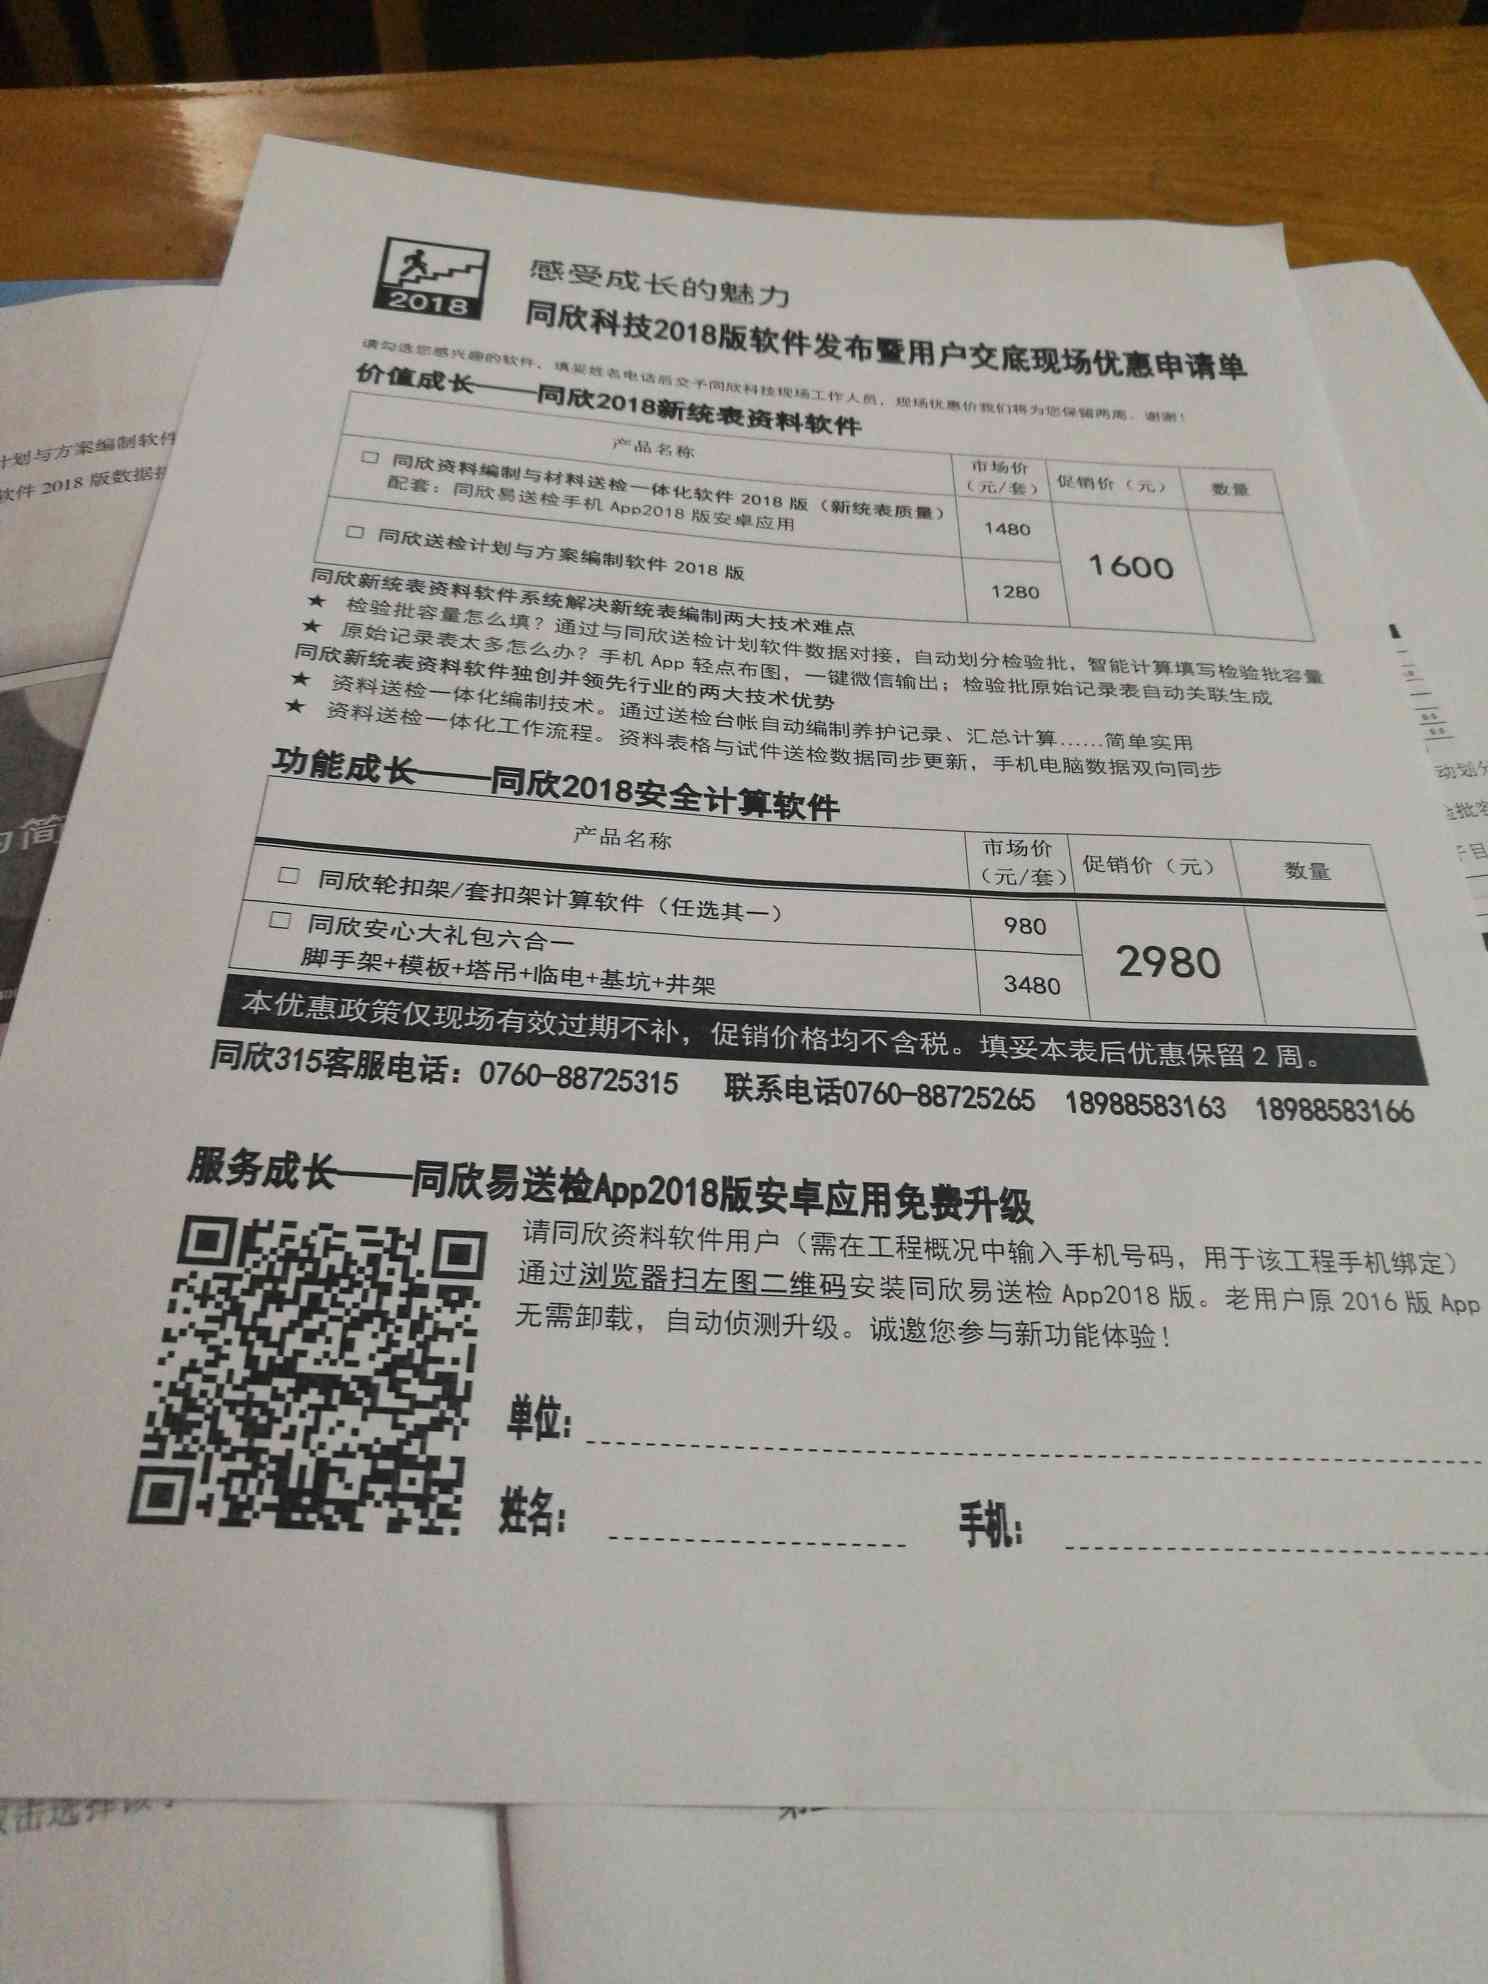 2018
感受成长的魅力
同欣科技2018版软件发布暨用户交底现场优惠申请单
请勾选您感兴趣的软件，填妥姓名电话后交予同欣科技现场工作人员，现场优惠价我们将为您保留两周。谢谢！
价值成长——同欣2018新统表资料软件
产品名称 市场价（元/套） 促销价（元） 数量
□ 同欣资料编制与材料送检一体化软件 2018 版（新统表质量）
配套：同欣易送检手机 App2018 版安卓应用 1480
1600
□ 同欣送检计划与方案编制软件 2018 版 1280
同欣新统表资料软件系统解决新统表编制两大技术难点
★ 检验批容量怎么填？通过与同欣送检计划软件数据对接，自动划分检验批，智能计算填写检验批容量
★ 原始记录表太多怎么办？手机 App 轻点布图，一键微信输出；检验批原始记录表自动关联生成
同欣新统表资料软件独创并领先行业的两大技术优势
★ 资料送检一体化编制技术。通过送检台帐自动编制养护记录、汇总计算……简单实用
★ 资料送检一体化工作流程。资料表格与试件送检数据同步更新，手机电脑数据双向同步
功能成长——同欣2018安全计算软件
产品名称 市场价（元/套） 促销价（元） 数量
□ 同欣轮扣架/套扣架计算软件（任选其一） 980
2980
□ 同欣安心大礼包六合一
脚手架+模板+塔吊+临电+基坑+井架 3480
本优惠政策仅现场有效过期不补，促销价格均不含税。填妥本表后优惠保留 2 周。
同欣315客服电话：0760-88725315 联系电话0760-88725265 18988583163 18988583166
服务成长——同欣易送检App2018版安卓应用免费升级
请同欣资料软件用户（需在工程概况中输入手机号码，用于该工程手机绑定）
通过浏览器扫左图二维码安装同欣易送检 App2018 版。老用户原 2016 版 App
无需卸载，自动侦测升级。诚邀您参与新功能体验！
单位：
姓名： 手机：
计划与方案编制软件
软件 2018 版数据